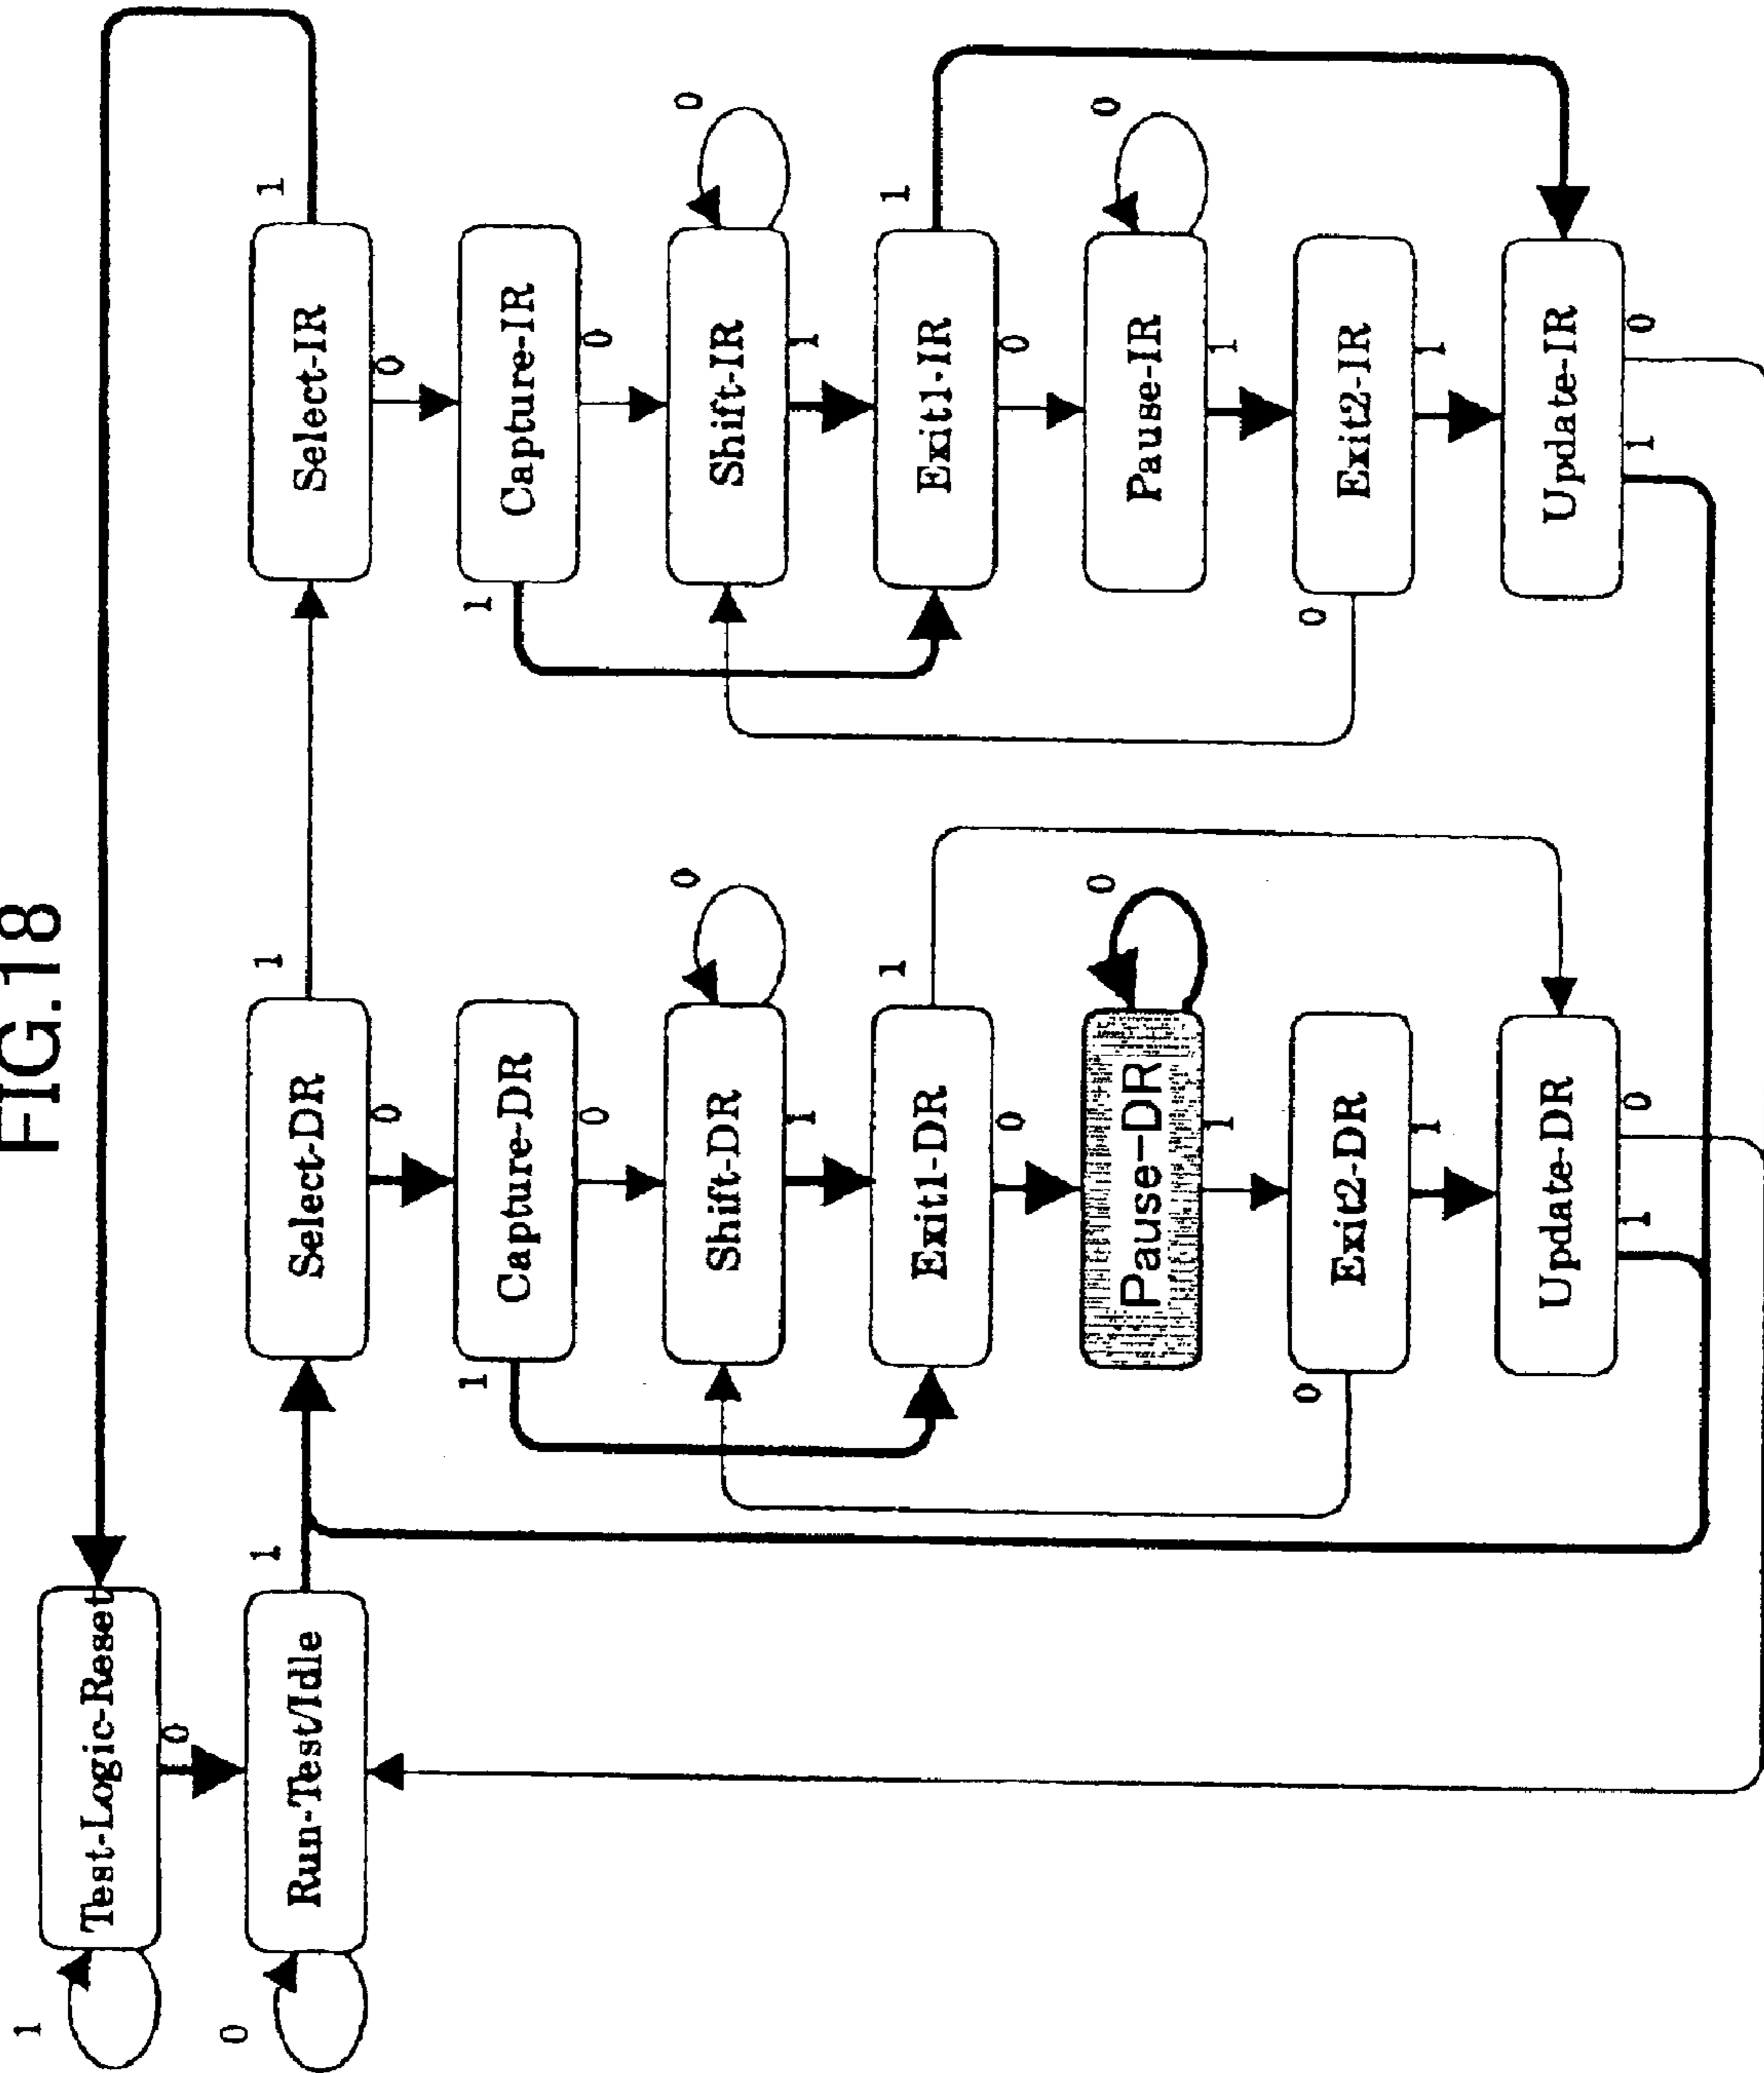 FIG.18
1
Test-Logic-Reset
0
0
Run-Test/Idle
1
1
Select-DR
0
1
Capture-DR
0
0
Shift-DR
1
1
Exit1-DR
0
0
Pause-DR
1
0
Exit2-DR
1
Update-DR
1
0
1
Select-IR
0
1
Capture-IR
0
0
Shift-IR
1
1
Exit1-IR
0
0
Pause-IR
1
0
Exit2-IR
1
Update-IR
1
0